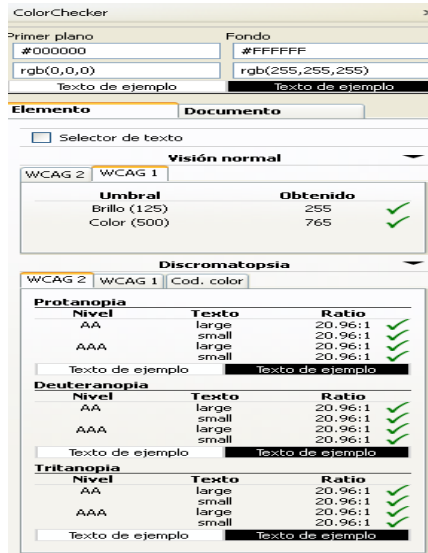 ColorChecker
Primer plano Fondo
#000000 #FFFFFF
rgb(0,0,0) rgb(255,255,255)
Texto de ejemplo Texto de ejemplo
Elemento Documento
Selector de texto
Visión normal
WCAG 2 WCAG 1
Umbral Obtenido
Brillo (125) 255
Color (500) 765
Discromatopsia
WCAG 2 WCAG 1 Cod. color
Protanopia
Nivel Texto Ratio
AA large 20.96:1
small 20.96:1
AAA large 20.96:1
small 20.96:1
Texto de ejemplo Texto de ejemplo
Deuteranopia
Nivel Texto Ratio
AA large 20.96:1
small 20.96:1
AAA large 20.96:1
small 20.96:1
Texto de ejemplo Texto de ejemplo
Tritanopia
Nivel Texto Ratio
AA large 20.96:1
small 20.96:1
AAA large 20.96:1
small 20.96:1
Texto de ejemplo Texto de ejemplo